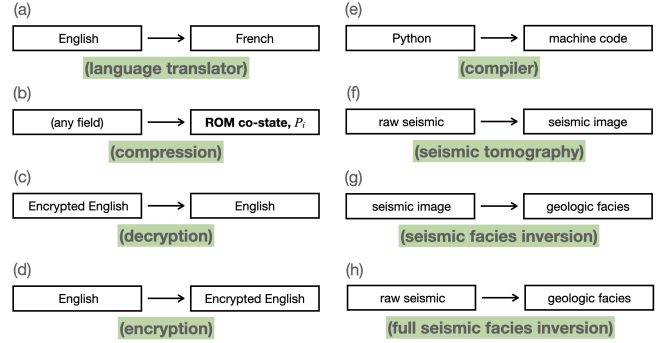 (a)
English
French
(language translator)
(b)
(any field)
ROM co-state, P_i
(compression)
(c)
Encrypted English
English
(decryption)
(d)
English
Encrypted English
(encryption)
(e)
Python
machine code
(compiler)
(f)
raw seismic
seismic image
(seismic tomography)
(g)
seismic image
geologic facies
(seismic facies inversion)
(h)
raw seismic
geologic facies
(full seismic facies inversion)